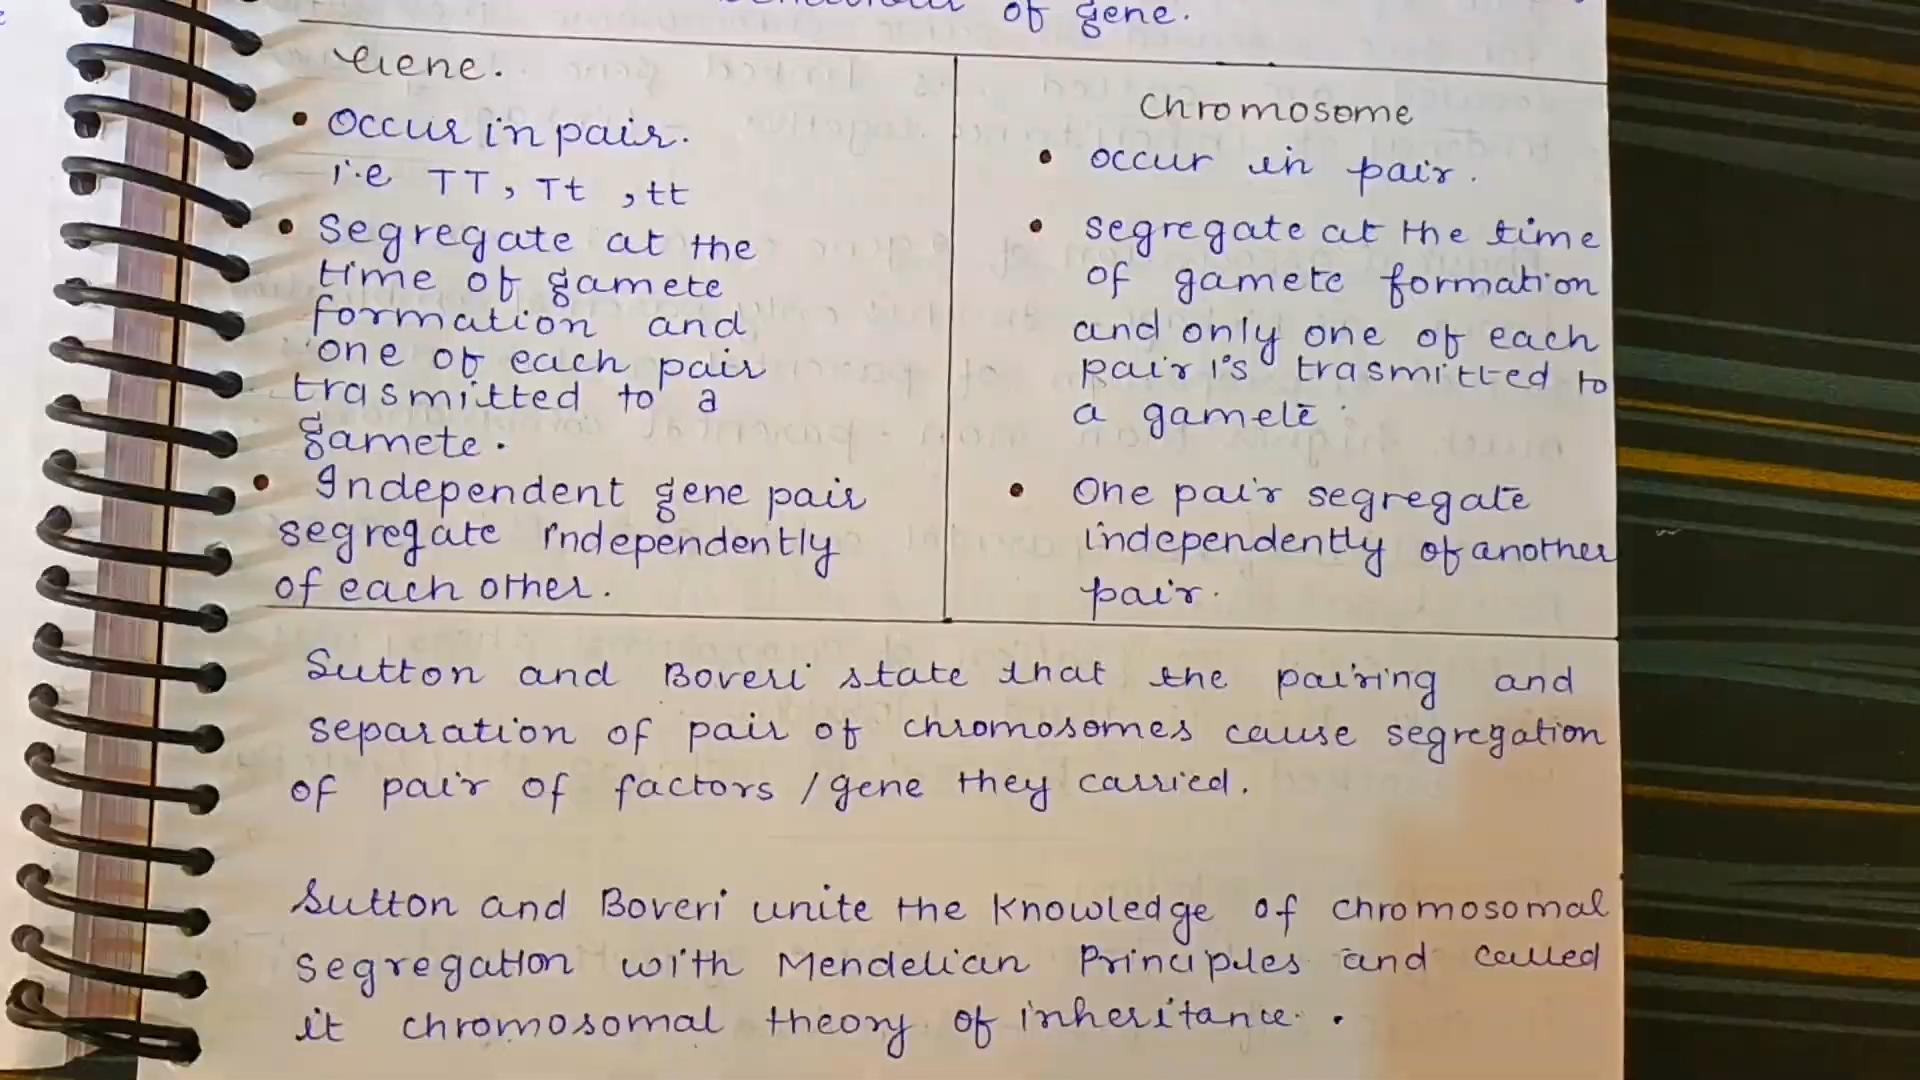 of gene.
Gene.
• Occur in pair.
i.e TT, Tt , tt
• Segregate at the
time of gamete
formation and
one of each pair
trasmitted to a
gamete.
• Independent gene pair
segregate independently
of each other.
Chromosome
• occur in pair.
• segregate at the time
of gamete formation
and only one of each
pair is trasmitted to
a gamete.
• One pair segregate
independently of another
pair.
Sutton and Boveri state that the pairing and
separation of pair of chromosomes cause segregation
of pair of factors /gene they carried.
Sutton and Boveri unite the knowledge of chromosomal
segregation with Mendelian Principles and called
it chromosomal theory of inheritance.